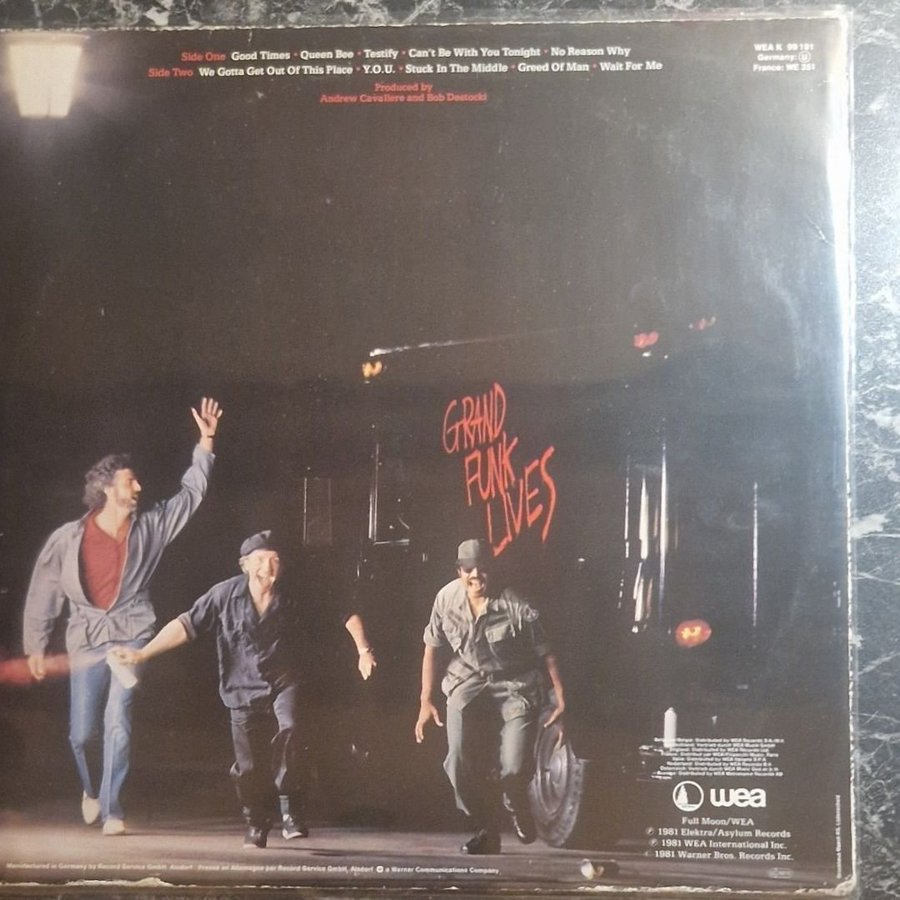 Side One Good Times • Queen Bee • Testify • Can't Be With You Tonight • No Reason Why
Side Two We Gotta Get Out Of This Place • Y.O.U. • Stuck In The Middle • Greed Of Man • Wait For Me
Produced by
Andrew Cavaliere and Bob Destocki
WEA K 99 191
Germany: U
France: WE 351
GRAND
FUNK
LIVES
wea
Full Moon/WEA
℗ 1981 Elektra/Asylum Records
℗ 1981 WEA International Inc.
© 1981 Warner Bros. Records Inc.
Manufactured in Germany by Record Service GmbH, Alsdorf · Pressé en Allemagne par Record Service GmbH, Alsdorf a Warner Communications Company